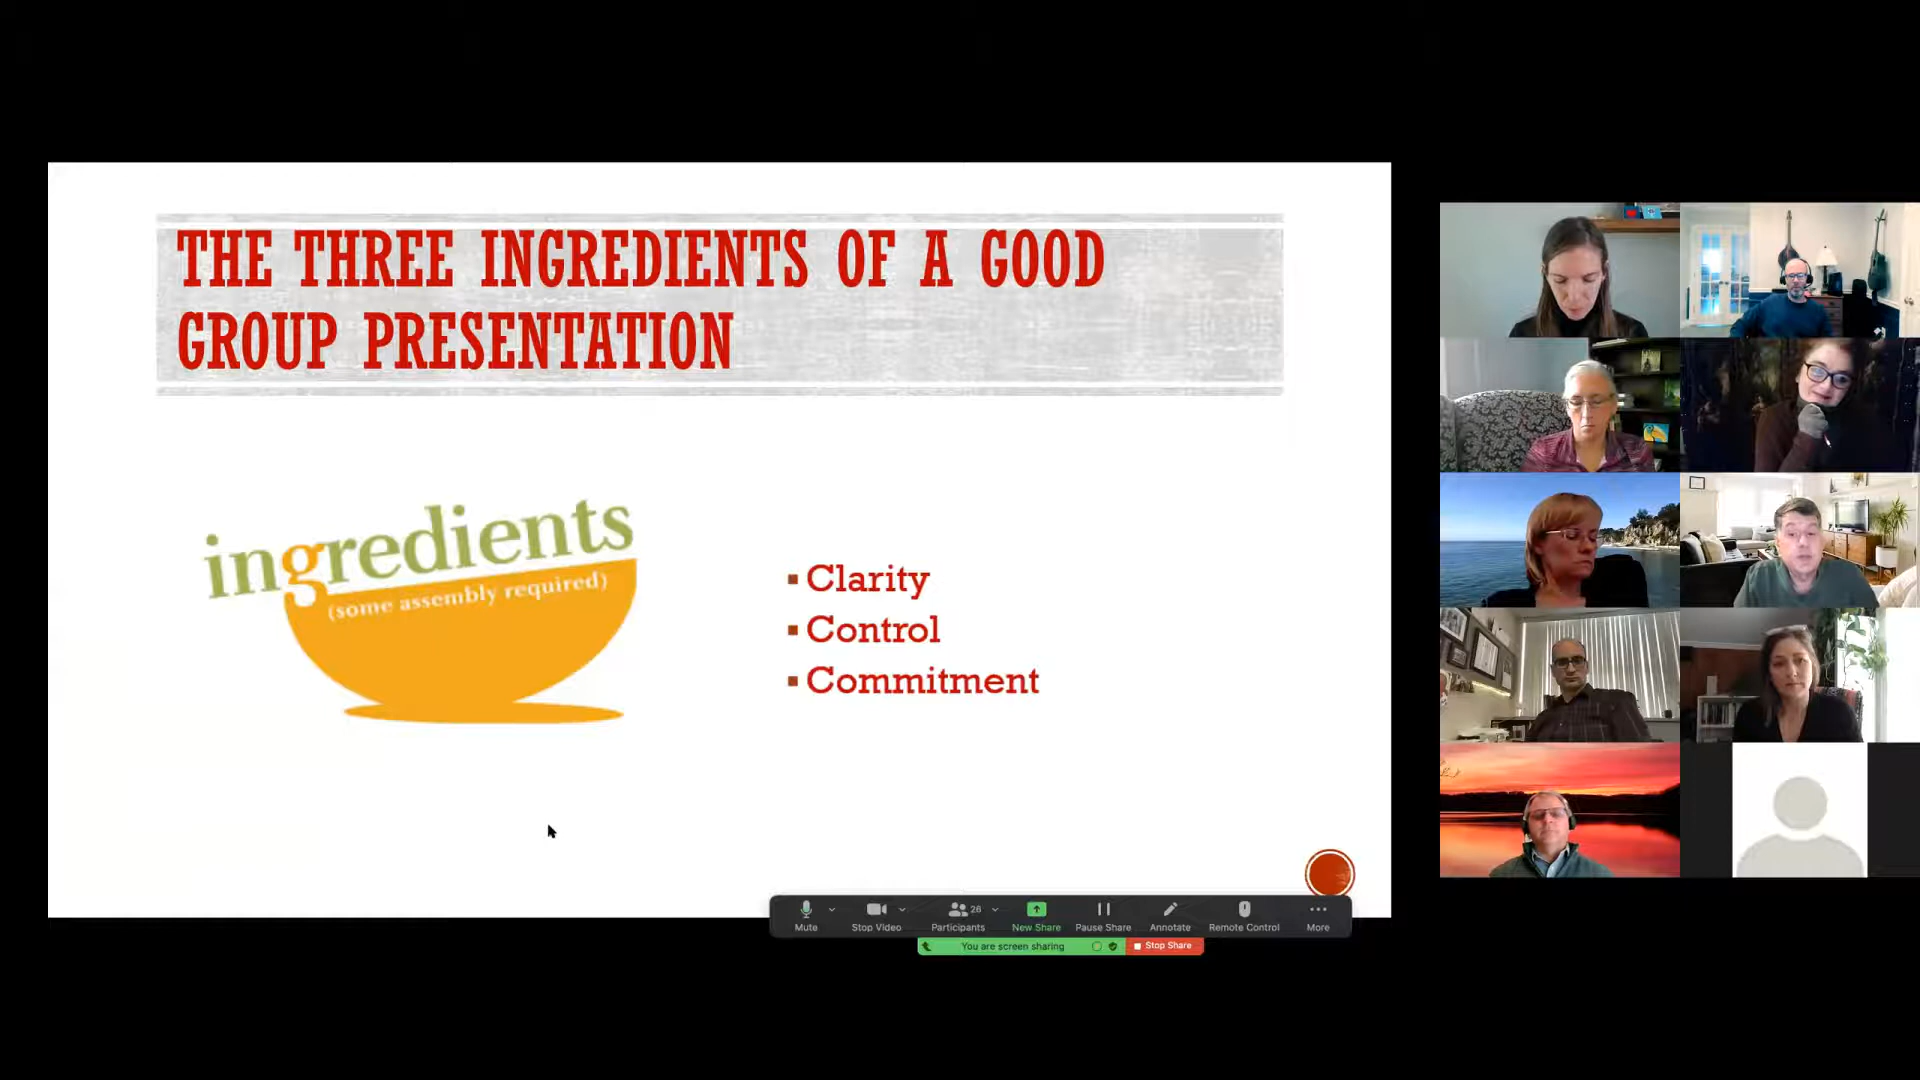 THE THREE INGREDIENTS OF A GOOD
GROUP PRESENTATION
ingredients
(some assembly required)
Clarity
Control
Commitment
26
Mute
Stop Video
Participants
New Share
Pause Share
Annotate
Remote Control
More
You are screen sharing
Stop Share